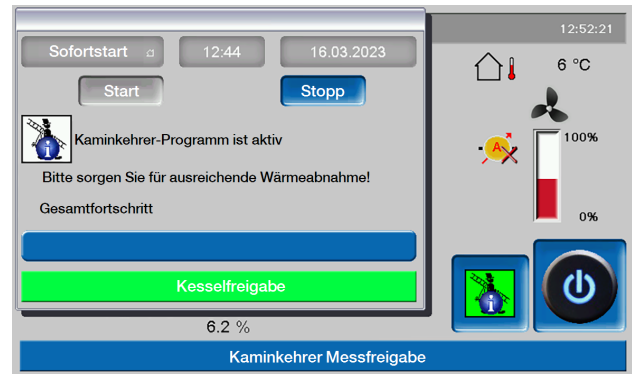 12:52:21
Sofortstart 12:44 16.03.2023
6 °C
Start Stopp
100%
A
Kaminkehrer-Programm ist aktiv
Bitte sorgen Sie für ausreichende Wärmeabnahme!
Gesamtfortschritt
0%
Kesselfreigabe
6.2 %
Kaminkehrer Messfreigabe